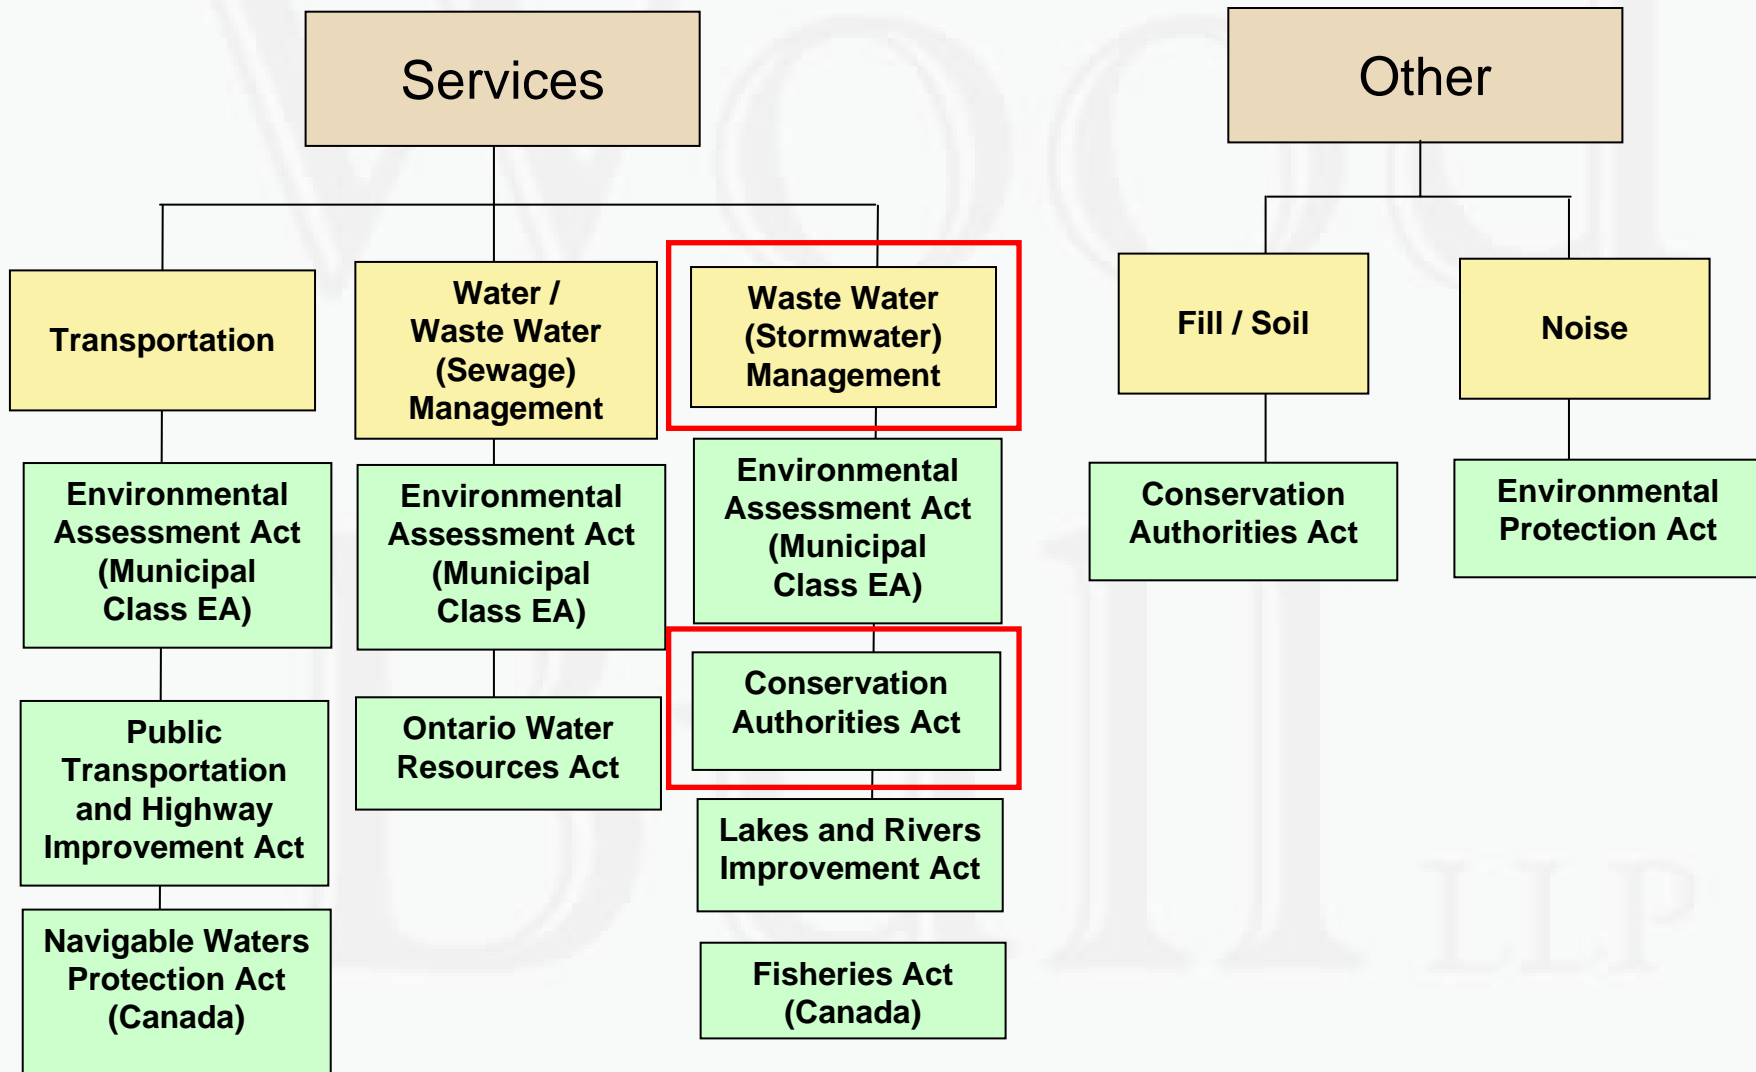 Services
Other
Transportation
Water /
Waste Water
(Sewage)
Management
Waste Water
(Stormwater)
Management
Fill / Soil
Noise
Environmental
Assessment Act
(Municipal
Class EA)
Public
Transportation
and Highway
Improvement Act
Navigable Waters
Protection Act
(Canada)
Environmental
Assessment Act
(Municipal
Class EA)
Ontario Water
Resources Act
Environmental
Assessment Act
(Municipal
Class EA)
Conservation
Authorities Act
Lakes and Rivers
Improvement Act
Fisheries Act
(Canada)
Conservation
Authorities Act
Environmental
Protection Act
Wood
Bull
LLP